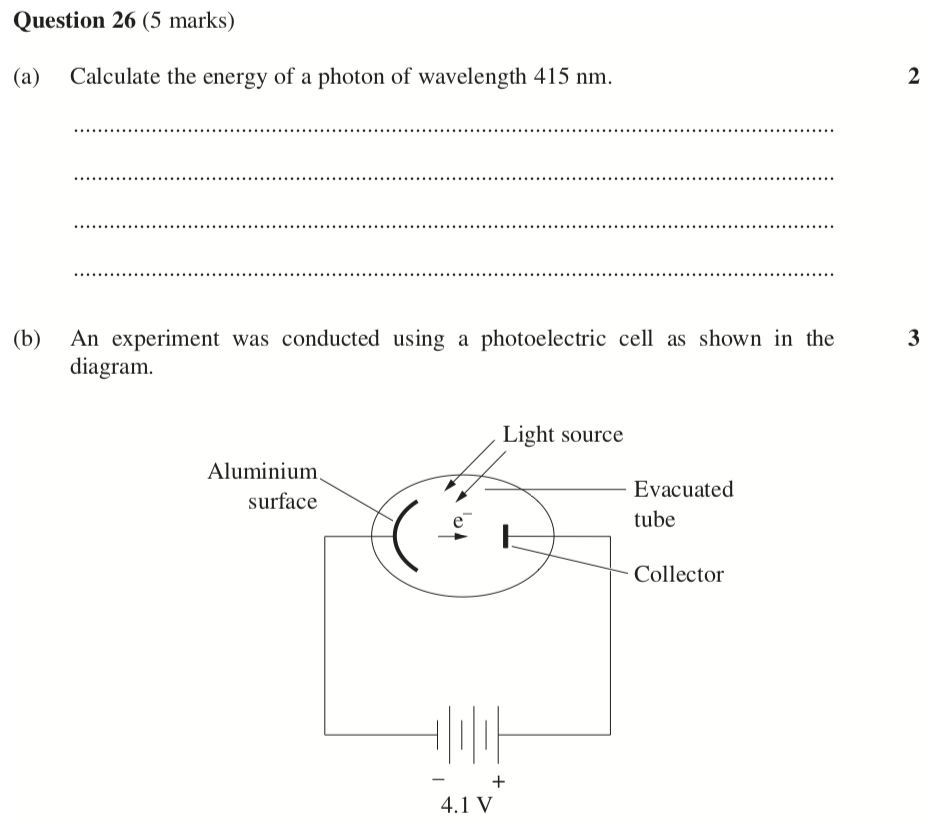 Question 26 (5 marks)
(a) Calculate the energy of a photon of wavelength 415 nm. 2
(b) An experiment was conducted using a photoelectric cell as shown in the 3
diagram.
Light source
Aluminium
surface
Evacuated
tube
e⁻
Collector
– +
4.1 V